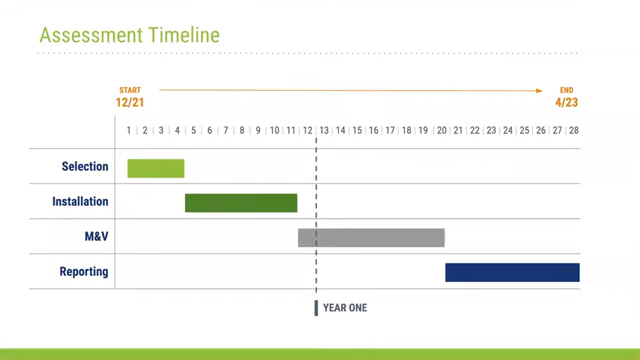 Assessment Timeline
START
12/21
END
4/23
1 | 2 | 3 | 4 | 5 | 6 | 7 | 8 | 9 | 10 | 11 | 12 | 13 | 14 | 15 | 16 | 17 | 18 | 19 | 20 | 21 | 22 | 23 | 24 | 25 | 26 | 27 | 28
Selection
Installation
M&V
Reporting
YEAR ONE